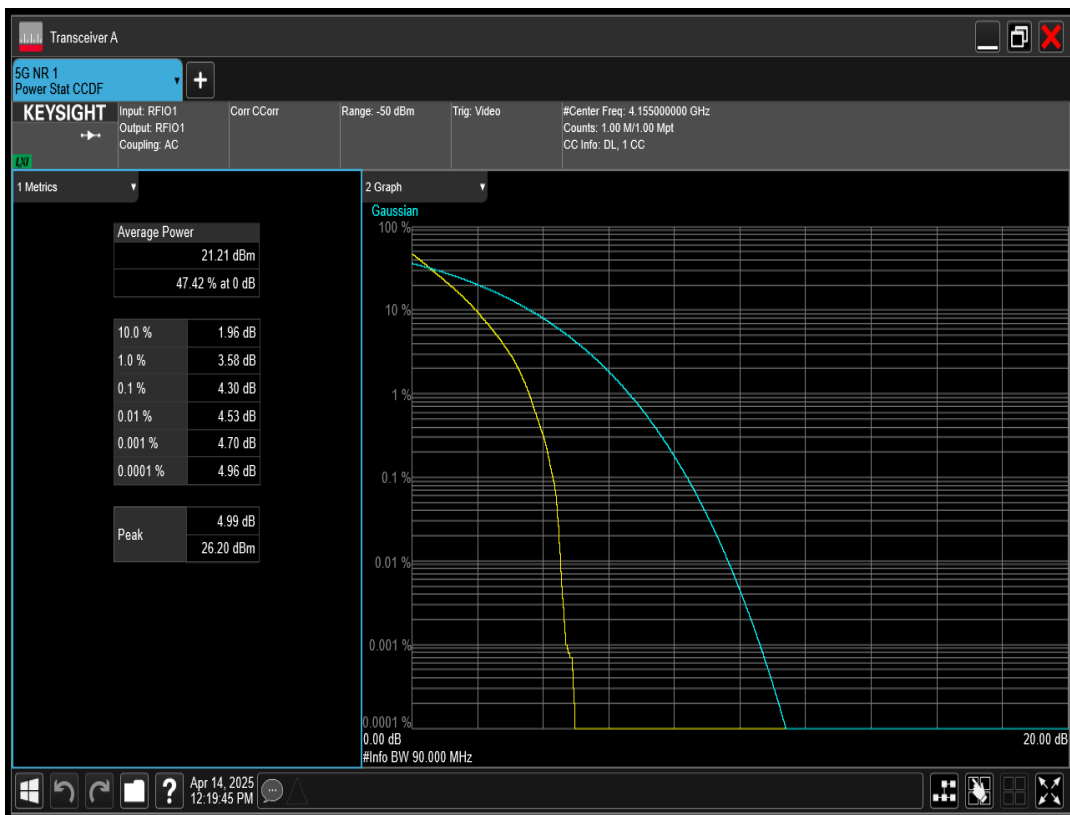 Transceiver A
5G NR 1
Power Stat CCDF
+
KEYSIGHT
LXI
Input: RFIO1
Output: RFIO1
Coupling: AC
Corr CCorr
Range: -50 dBm
Trig: Video
#Center Freq: 4.155000000 GHz
Counts: 1.00 M/1.00 Mpt
CC Info: DL, 1 CC
1 Metrics
Average Power
21.21 dBm
47.42 % at 0 dB
10.0 % 1.96 dB
1.0 % 3.58 dB
0.1 % 4.30 dB
0.01 % 4.53 dB
0.001 % 4.70 dB
0.0001 % 4.96 dB
Peak
4.99 dB
26.20 dBm
2 Graph
Gaussian
100 %
10 %
1 %
0.1 %
0.01 %
0.001 %
0.0001 %
0.00 dB 20.00 dB
#Info BW 90.000 MHz
?
Apr 14, 2025
12:19:45 PM